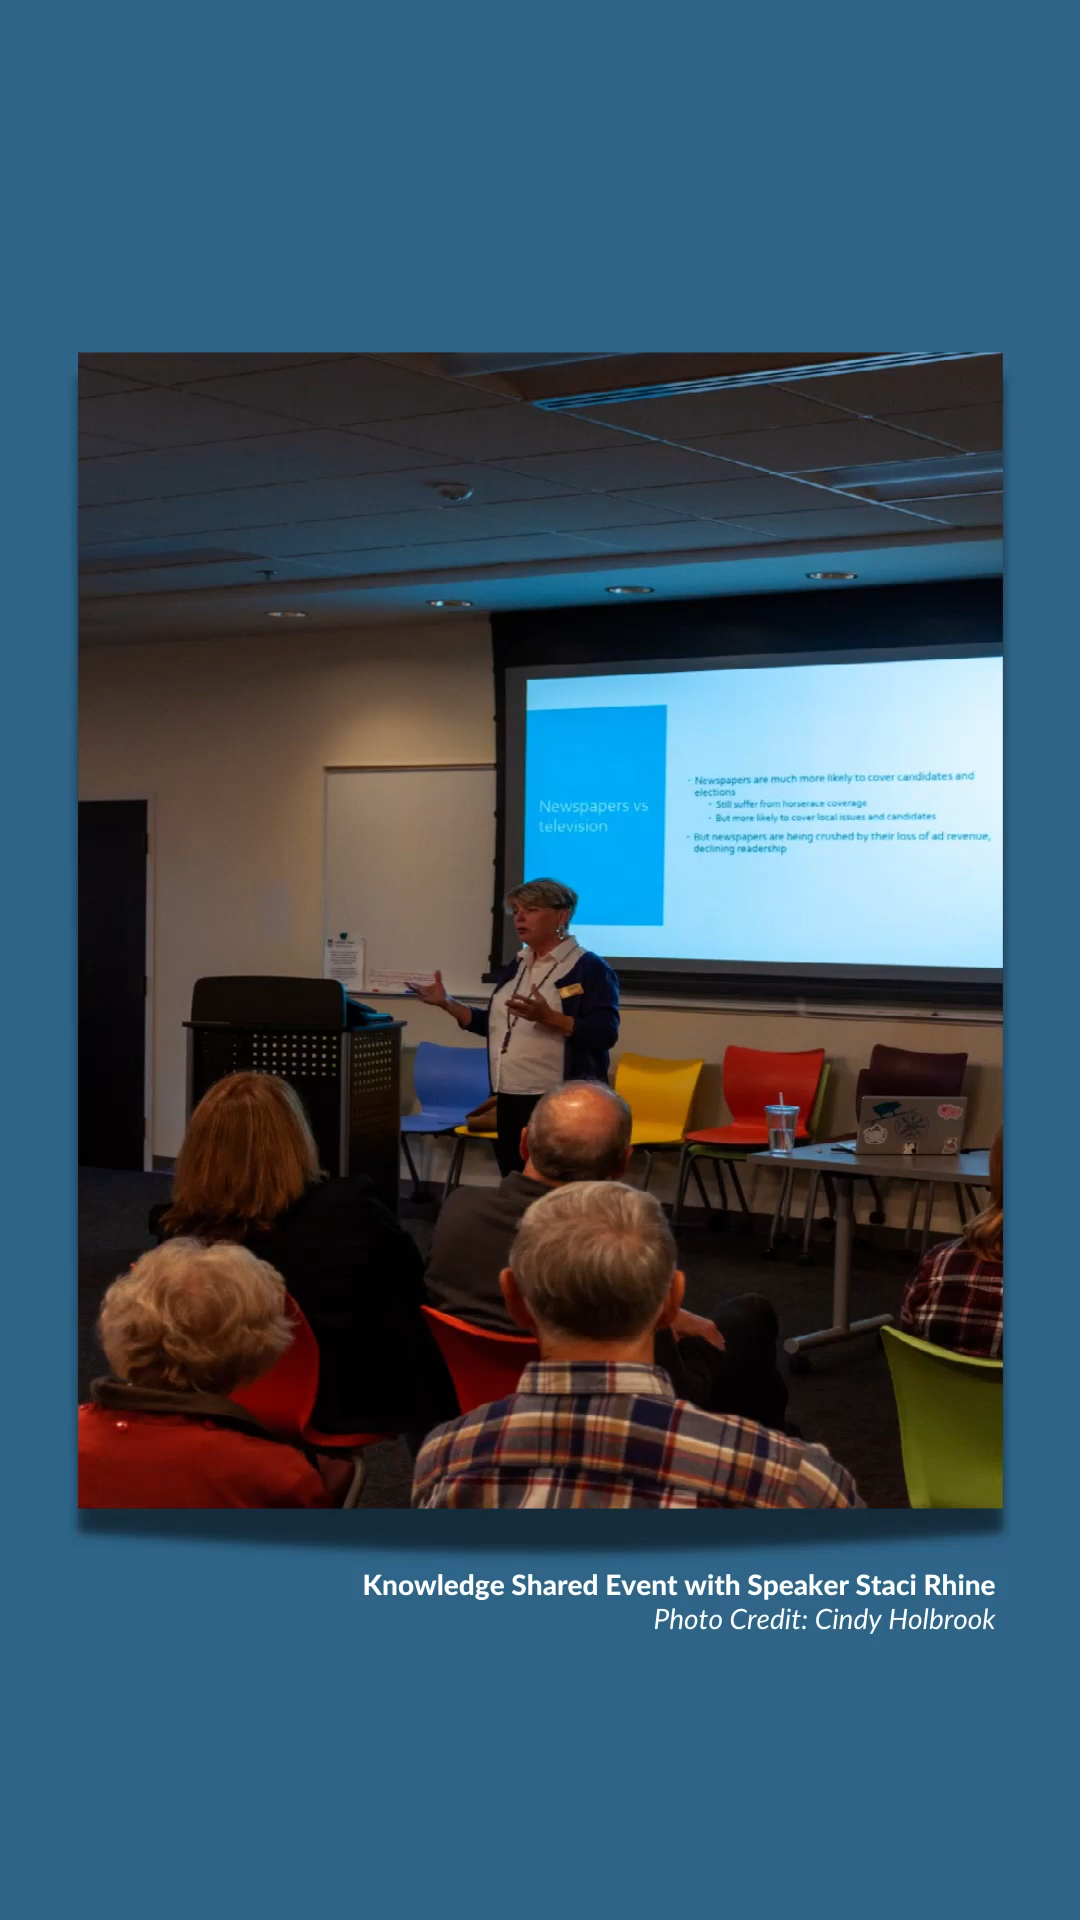 Newspapers vs
television
Newspapers are much more likely to cover candidates and
elections
Still suffer from horserace coverage
But more likely to cover local issues and candidates
But newspapers are being crushed by their loss of ad revenue,
declining readership
Knowledge Shared Event with Speaker Staci Rhine
Photo Credit: Cindy Holbrook